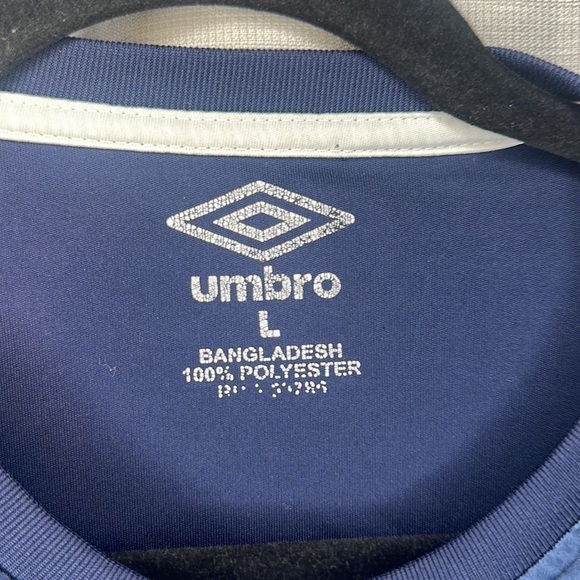 umbro
L
BANGLADESH
100% POLYESTER